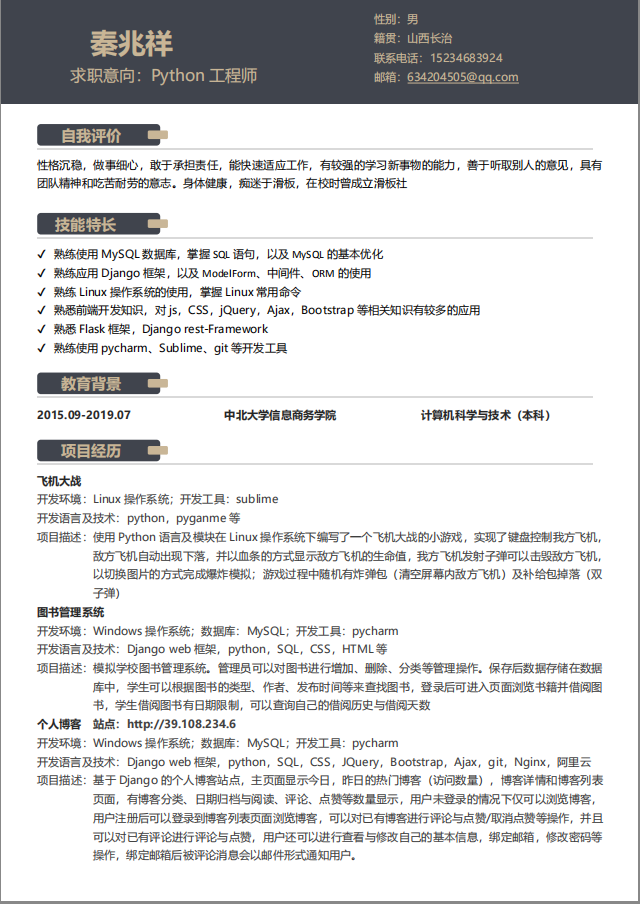 秦兆祥
求职意向：Python 工程师
性别：男
籍贯：山西长治
联系电话：15234683924
邮箱：634204505@qq.com
自我评价
性格沉稳，做事细心，敢于承担责任，能快速适应工作，有较强的学习新事物的能力，善于听取别人的意见，具有
团队精神和吃苦耐劳的意志。身体健康，痴迷于滑板，在校时曾成立滑板社
技能特长
✓ 熟练使用 MySQL 数据库，掌握 SQL 语句，以及 MySQL 的基本优化
✓ 熟练应用 Django 框架，以及 ModelForm、中间件、ORM 的使用
✓ 熟练 Linux 操作系统的使用，掌握 Linux 常用命令
✓ 熟悉前端开发知识，对 js，CSS，jQuery，Ajax，Bootstrap 等相关知识有较多的应用
✓ 熟悉 Flask 框架，Django rest-Framework
✓ 熟练使用 pycharm、Sublime、git 等开发工具
教育背景
2015.09-2019.07 中北大学信息商务学院 计算机科学与技术（本科）
项目经历
飞机大战
开发环境：Linux 操作系统；开发工具：sublime
开发语言及技术：python，pyganme 等
项目描述：使用 Python 语言及模块在 Linux 操作系统下编写了一个飞机大战的小游戏，实现了键盘控制我方飞机，
敌方飞机自动出现下落，并以血条的方式显示敌方飞机的生命值，我方飞机发射子弹可以击毁敌方飞机，
以切换图片的方式完成爆炸模拟；游戏过程中随机有炸弹包（清空屏幕内敌方飞机）及补给包掉落（双
子弹）
图书管理系统
开发环境：Windows 操作系统；数据库：MySQL；开发工具：pycharm
开发语言及技术：Django web 框架，python，SQL，CSS，HTML 等
项目描述：模拟学校图书管理系统。管理员可以对图书进行增加、删除、分类等管理操作。保存后数据存储在数据
库中，学生可以根据图书的类型、作者、发布时间等来查找图书，登录后可进入页面浏览书籍并借阅图
书，学生借阅图书有日期限制，可以查询自己的借阅历史与借阅天数
个人博客 站点：http://39.108.234.6
开发环境：Windows 操作系统；数据库：MySQL；开发工具：pycharm
开发语言及技术：Django web 框架，python，SQL，CSS，JQuery，Bootstrap，Ajax，git，Nginx，阿里云
项目描述：基于 Django 的个人博客站点，主页面显示今日，昨日的热门博客（访问数量），博客详情和博客列表
页面，有博客分类、日期归档与阅读、评论、点赞等数量显示，用户未登录的情况下仅可以浏览博客，
用户注册后可以登录到博客列表页面浏览博客，可以对已有博客进行评论与点赞/取消点赞等操作，并且
可以对已有评论进行评论与点赞，用户还可以进行查看与修改自己的基本信息，绑定邮箱，修改密码等
操作，绑定邮箱后被评论消息会以邮件形式通知用户。